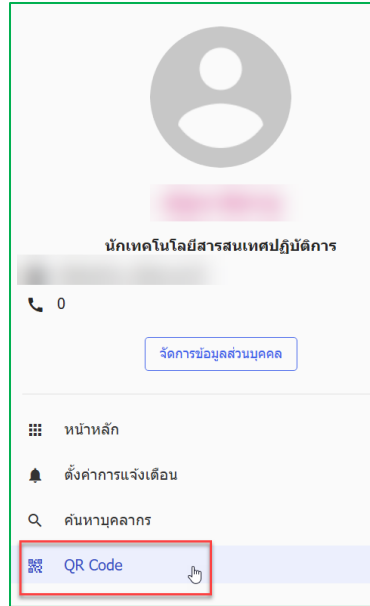 นักเทคโนโลยีสารสนเทศปฏิบัติการ
0
จัดการข้อมูลส่วนบุคคล
หน้าหลัก
ตั้งค่าการแจ้งเตือน
ค้นหาบุคลากร
QR Code